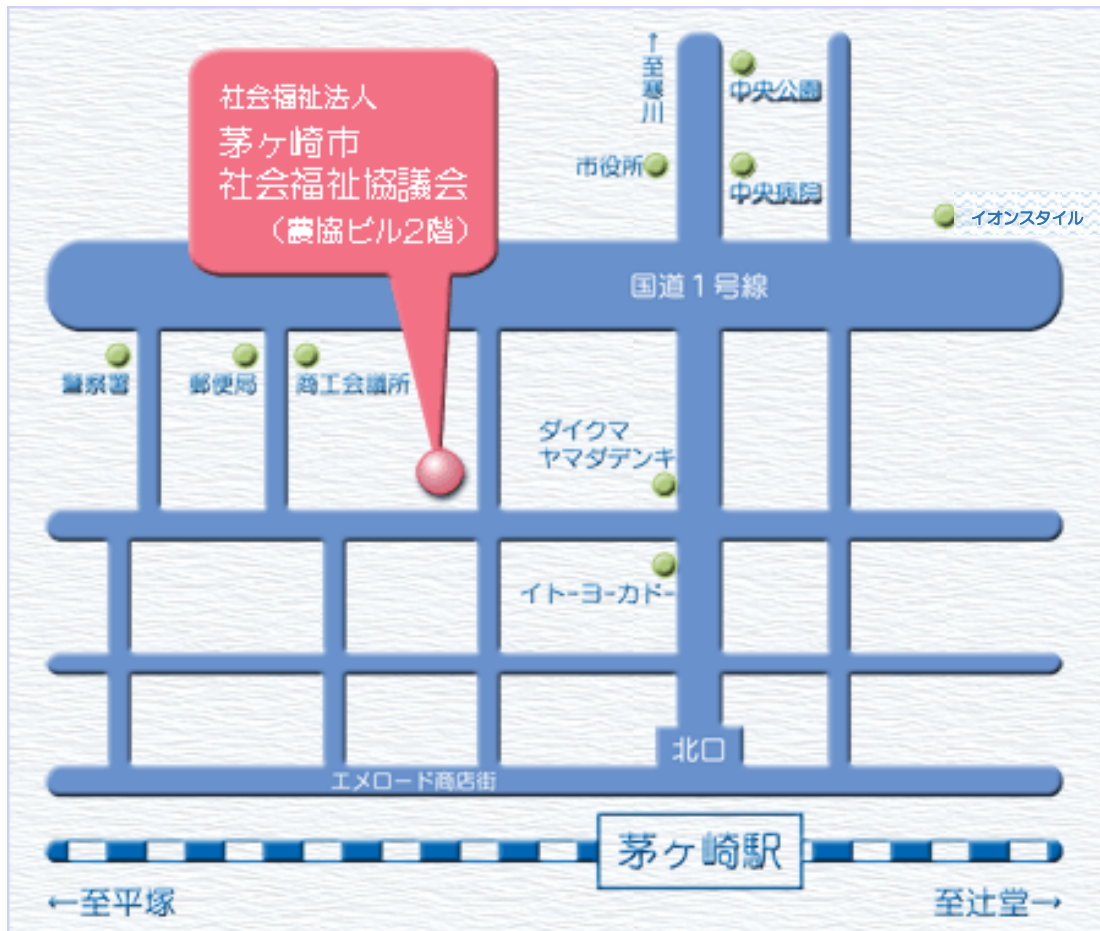 社会福祉法人
茅ヶ崎市
社会福祉協議会
（農協ビル2階）
↑至寒川
中央公園
市役所
中央病院
イオンスタイル
国道1号線
警察署
郵便局
商工会議所
ダイクマ
ヤマダデンキ
イトーヨーカドー
北口
エメロード商店街
茅ヶ崎駅
←至平塚
至辻堂→